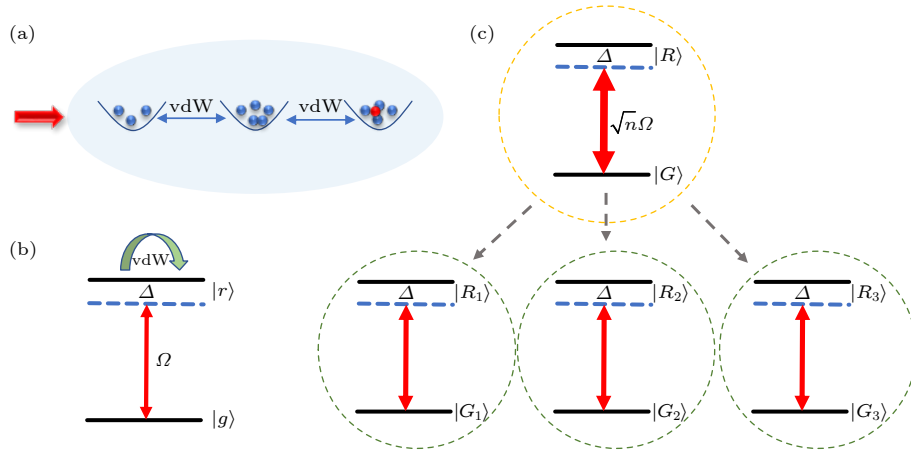 (a)
vdW
vdW
(b)
vdW
|r⟩
Δ
Ω
|g⟩
(c)
|R⟩
Δ
√nΩ
|G⟩
|R₁⟩
Δ
|G₁⟩
|R₂⟩
Δ
|G₂⟩
|R₃⟩
Δ
|G₃⟩